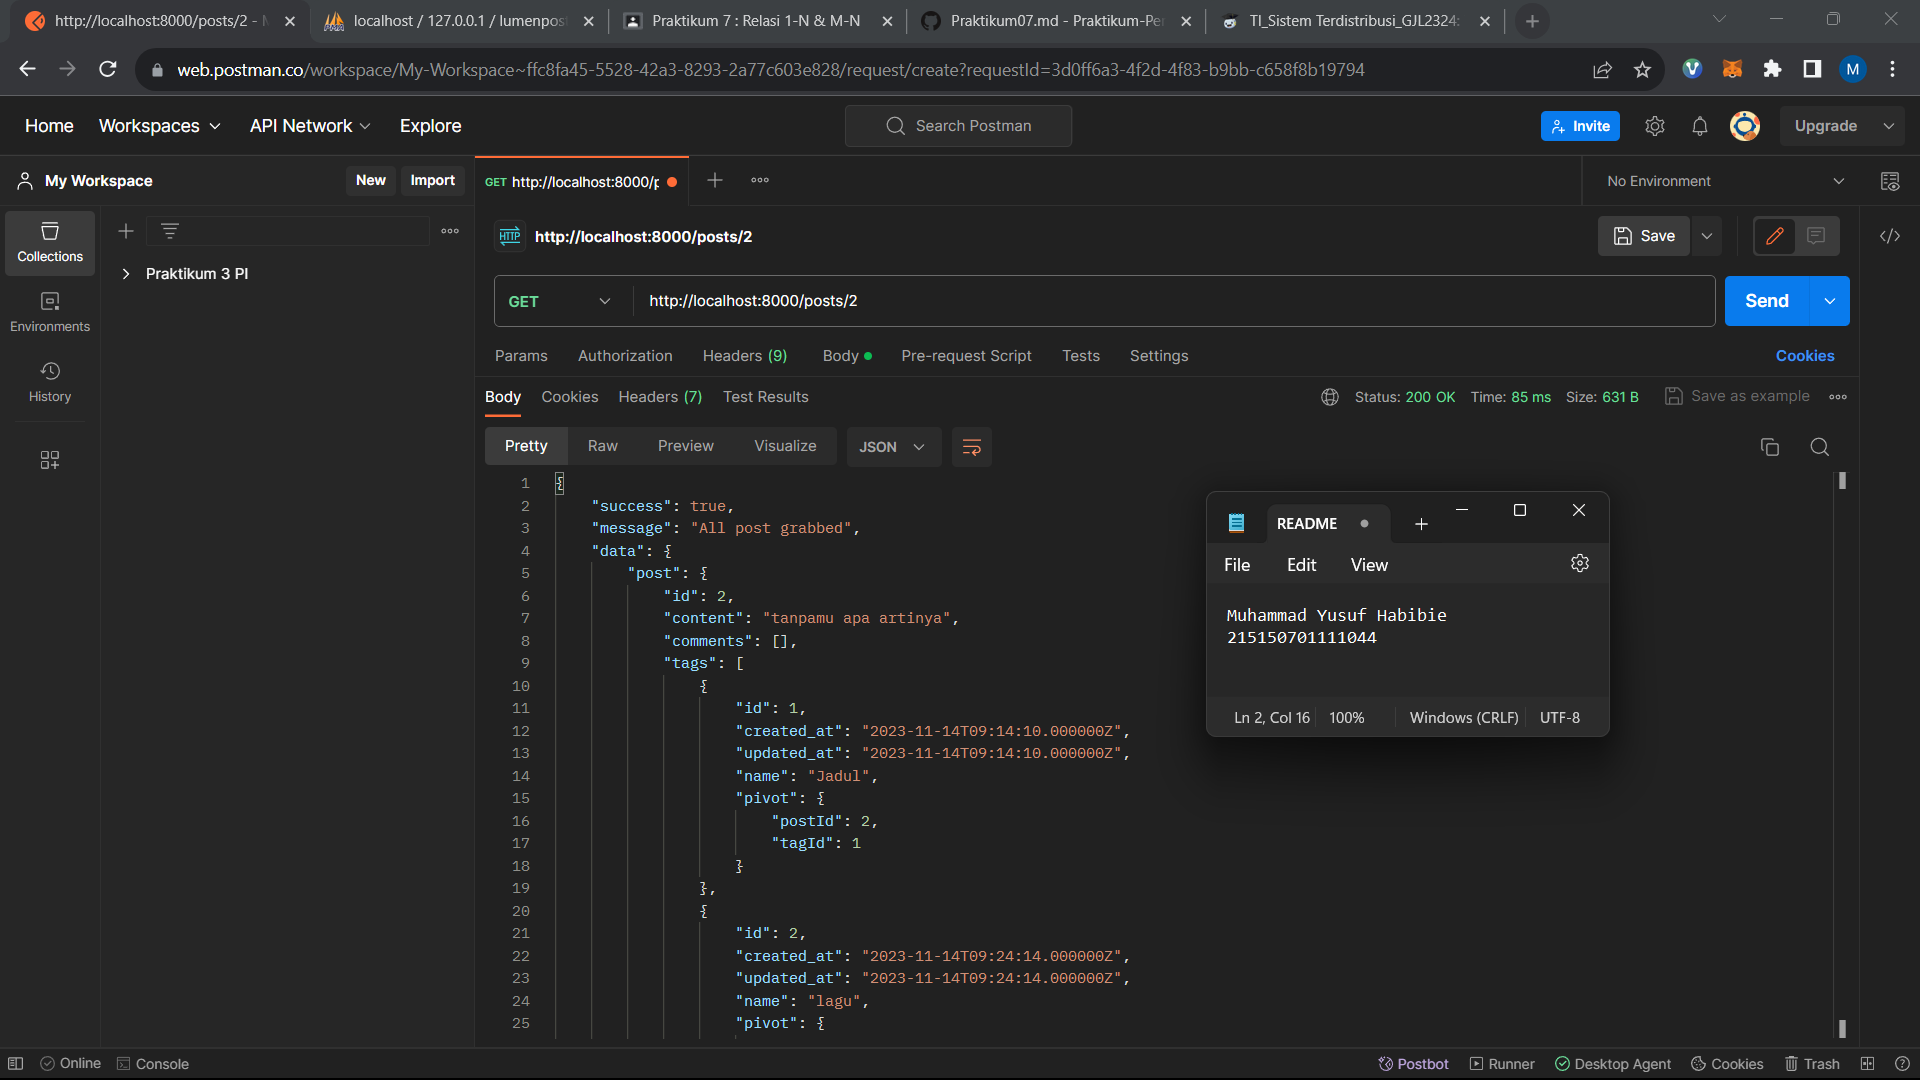 http://localhost:8000/posts/2 - M
localhost / 127.0.0.1 / lumenpost
Praktikum 7 : Relasi 1-N & M-N
Praktikum07.md - Praktikum-Pe
TI_Sistem Terdistribusi_GJL2324:
web.postman.co/workspace/My-Workspace~ffc8fa45-5528-42a3-8293-2a77c603e828/request/create?requestId=3d0ff6a3-4f2d-4f83-b9bb-c658f8b19794
M
Home
Workspaces
API Network
Explore
Search Postman
Invite
Upgrade
My Workspace
New
Import
GET http://localhost:8000/p
No Environment
Collections
Environments
History
Praktikum 3 PI
HTTP
http://localhost:8000/posts/2
Save
GET
http://localhost:8000/posts/2
Send
Params
Authorization
Headers (9)
Body
Pre-request Script
Tests
Settings
Cookies
Body
Cookies
Headers (7)
Test Results
Status: 200 OK
Time: 85 ms
Size: 631 B
Save as example
Pretty
Raw
Preview
Visualize
JSON
1 {
2 "success": true,
3 "message": "All post grabbed",
4 "data": {
5 "post": {
6 "id": 2,
7 "content": "tanpamu apa artinya",
8 "comments": [],
9 "tags": [
10 {
11 "id": 1,
12 "created_at": "2023-11-14T09:14:10.000000Z",
13 "updated_at": "2023-11-14T09:14:10.000000Z",
14 "name": "Jadul",
15 "pivot": {
16 "postId": 2,
17 "tagId": 1
18 }
19 },
20 {
21 "id": 2,
22 "created_at": "2023-11-14T09:24:14.000000Z",
23 "updated_at": "2023-11-14T09:24:14.000000Z",
24 "name": "lagu",
25 "pivot": {
README
File
Edit
View
Muhammad Yusuf Habibie
215150701111044
Ln 2, Col 16
100%
Windows (CRLF)
UTF-8
Online
Console
Postbot
Runner
Desktop Agent
Cookies
Trash